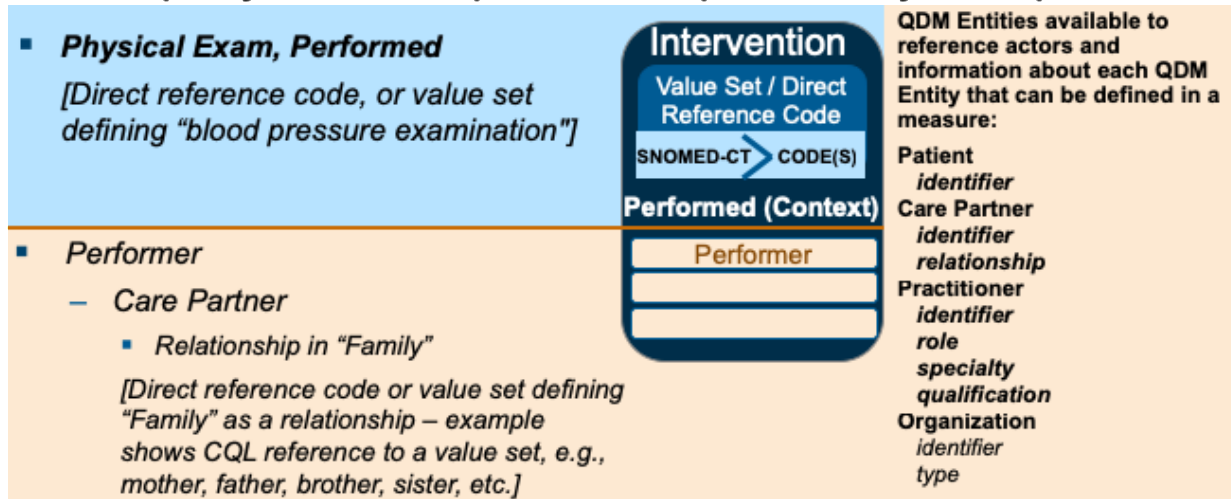 ▪ Physical Exam, Performed
[Direct reference code, or value set
defining “blood pressure examination"]
▪ Performer
– Care Partner
▪ Relationship in “Family”
[Direct reference code or value set defining
“Family” as a relationship – example
shows CQL reference to a value set, e.g.,
mother, father, brother, sister, etc.]
Intervention
Value Set / Direct
Reference Code
SNOMED-CT CODE(S)
Performed (Context)
Performer
QDM Entities available to
reference actors and
information about each QDM
Entity that can be defined in a
measure:
Patient
identifier
Care Partner
identifier
relationship
Practitioner
identifier
role
specialty
qualification
Organization
identifier
type